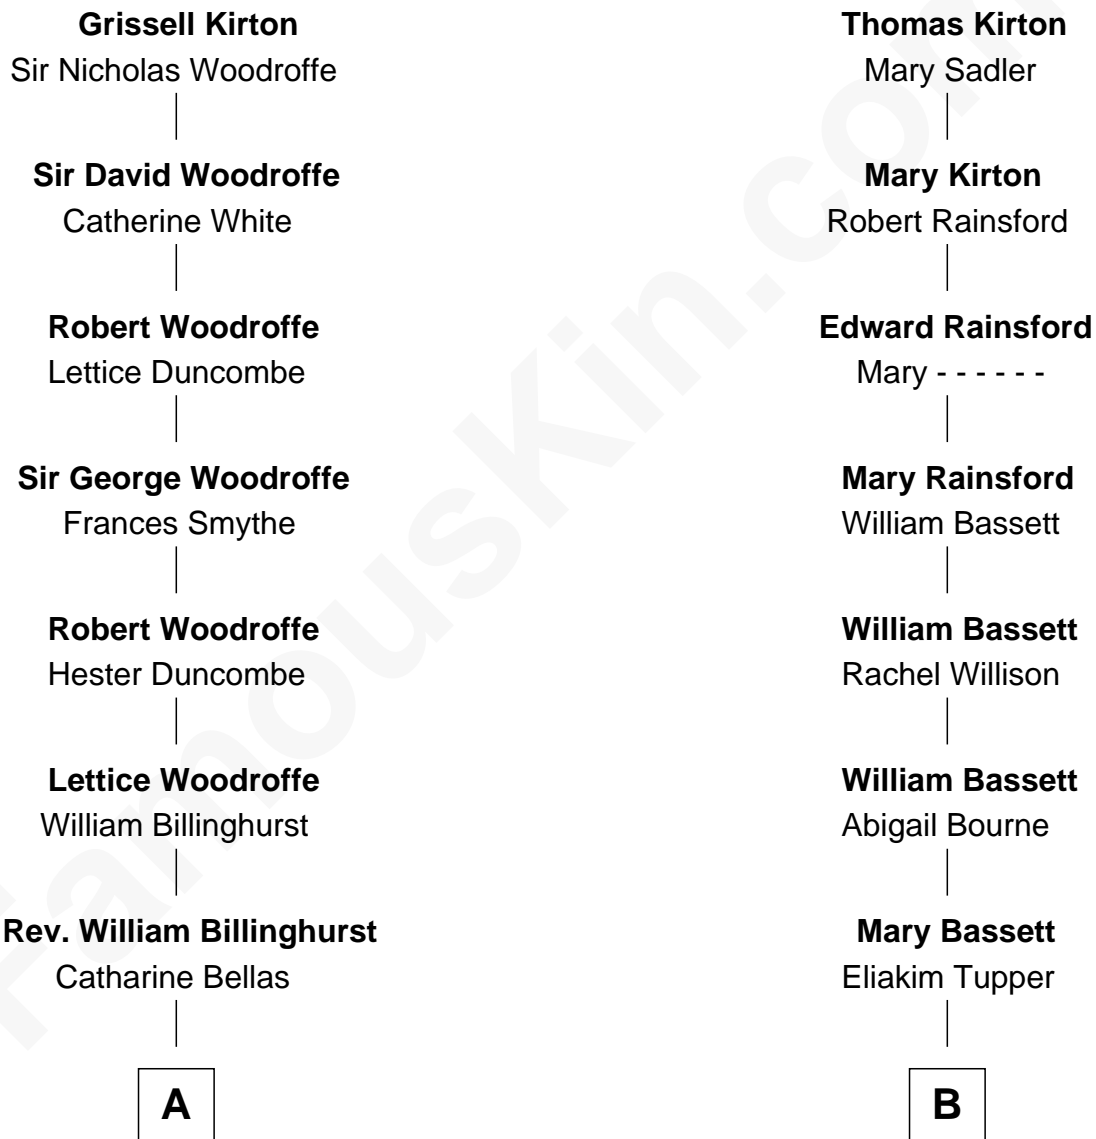 Grissell Kirton
Sir Nicholas Woodroffe
Sir David Woodroffe
Catherine White
Robert Woodroffe
Lettice Duncombe
Sir George Woodroffe
Frances Smythe
Robert Woodroffe
Hester Duncombe
Lettice Woodroffe
William Billinghurst
Rev. William Billinghurst
Catharine Bellas
A
Thomas Kirton
Mary Sadler
Mary Kirton
Robert Rainsford
Edward Rainsford
Mary - - - - - -
Mary Rainsford
William Bassett
William Bassett
Rachel Willison
William Bassett
Abigail Bourne
Mary Bassett
Eliakim Tupper
B
FamousKin.com